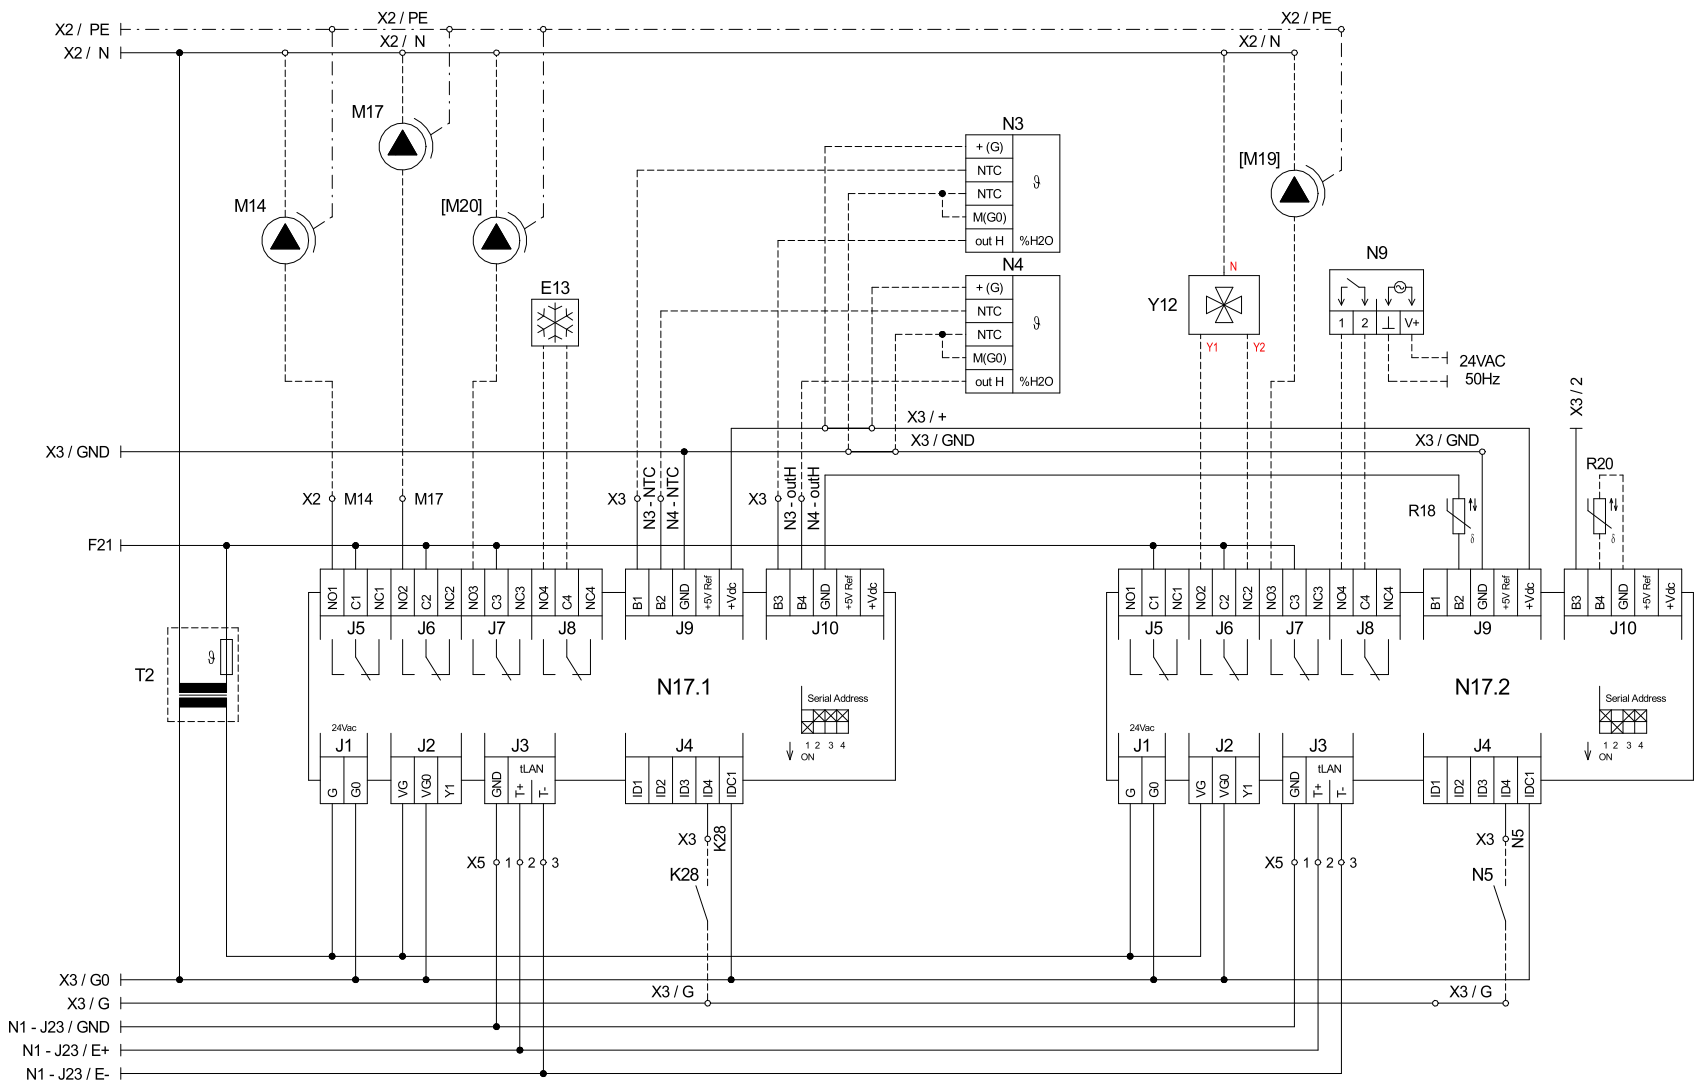 X2 / PE
X2 / PE
X2 / PE
X2 / N
X2 / N
X2 / N
M17
N3
[M19]
+ (G)
NTC
NTC
M(G0)
out H
ϑ
%H2O
M14
[M20]
N4
+ (G)
NTC
NTC
M(G0)
out H
ϑ
%H2O
E13
N
Y12
Y1
Y2
N9
1
2
⊥
V+
24VAC
50Hz
X3 / 2
X3 / +
X3 / GND
X3 / GND
X3 / GND
R20
X2
M14
M17
X3
N3 - NTC
N4 - NTC
X3
N3 - outH
N4 - outH
R18
δ
δ
F21
NO1
C1
NC1
NO2
C2
NC2
NO3
C3
NC3
NO4
C4
NC4
B1
B2
GND
+5V Ref
+Vdc
B3
B4
GND
+5V Ref
+Vdc
NO1
C1
NC1
NO2
C2
NC2
NO3
C3
NC3
NO4
C4
NC4
B1
B2
GND
+5V Ref
+Vdc
B3
B4
GND
+5V Ref
+Vdc
J5
J6
J7
J8
J9
J10
J5
J6
J7
J8
J9
J10
T2
ϑ
N17.1
N17.2
Serial Address
1 2 3 4
ON
Serial Address
1 2 3 4
ON
24Vac
J1
J2
J3
tLAN
J4
24Vac
J1
J2
J3
tLAN
J4
G
G0
VG
VG0
Y1
GND
T+
T-
ID1
ID2
ID3
ID4
IDC1
G
G0
VG
VG0
Y1
GND
T+
T-
ID1
ID2
ID3
ID4
IDC1
X3
K28
X3
N5
X5
1
2
3
K28
X5
1
2
3
N5
X3 / G0
X3 / G
X3 / G
X3 / G
N1 - J23 / GND
N1 - J23 / E+
N1 - J23 / E-